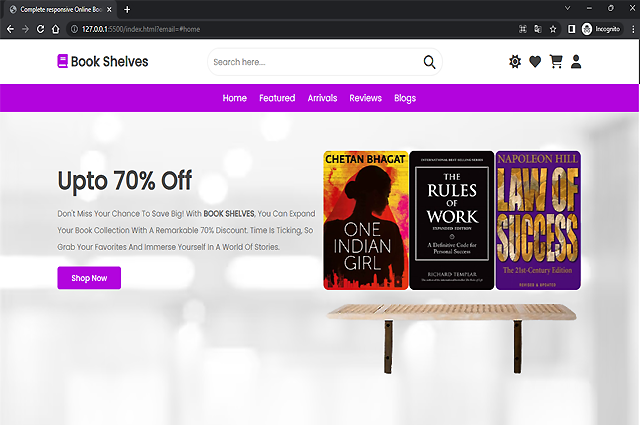 Complete responsive Online Boo
127.0.0.1:5500/index.html?email=#home
Incognito
Book Shelves
Search here...
Home Featured Arrivals Reviews Blogs
Upto 70% Off
Don't Miss Your Chance To Save Big! With BOOK SHELVES, You Can Expand
Your Book Collection With A Remarkable 70% Discount. Time Is Ticking, So
Grab Your Favorites And Immerse Yourself In A World Of Stories.
Shop Now
CHETAN BHAGAT
ONE
INDIAN
GIRL
INTERNATIONAL BEST-SELLING SERIES
THE
RULES
OF
WORK
EXPANDED EDITION
A Definitive Code for
Personal Success
RICHARD TEMPLAR
NAPOLEON HILL
LAW OF
SUCCESS
The 21st-Century Edition
REVISED & UPDATED